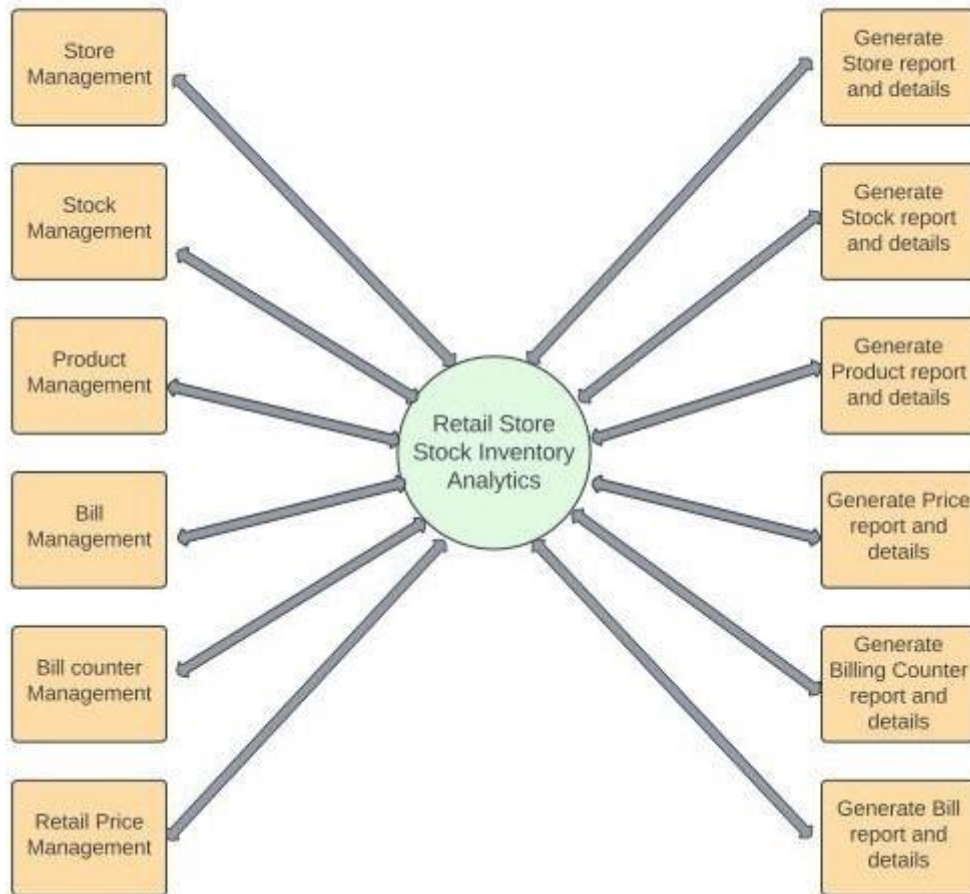 Store
Management
Stock
Management
Product
Management
Bill
Management
Bill counter
Management
Retail Price
Management
Retail Store
Stock Inventory
Analytics
Generate
Store report
and details
Generate
Stock report
and details
Generate
Product report
and details
Generate Price
report and
details
Generate
Billing Counter
report and
details
Generate Bill
report and
details